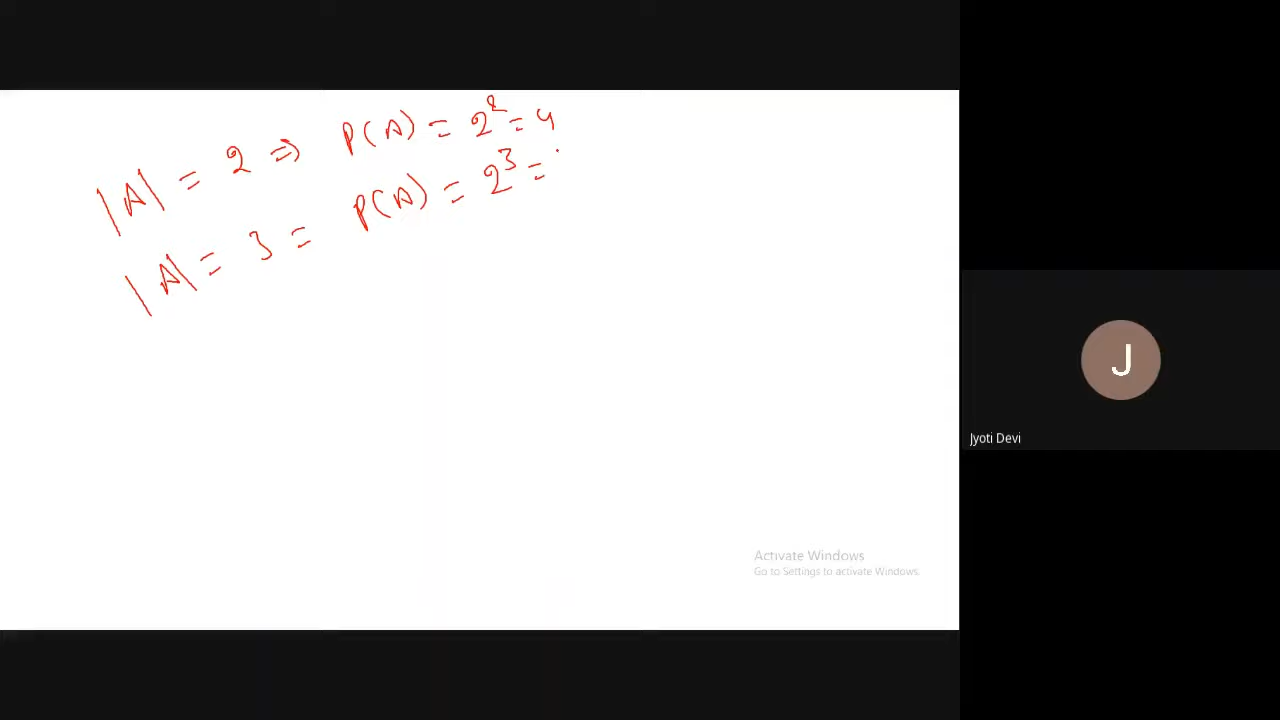 |A| = 2 => P(A) = 2² = 4
|A| = 3 = P(A) = 2³ =
J
Jyoti Devi
Activate Windows
Go to Settings to activate Windows.